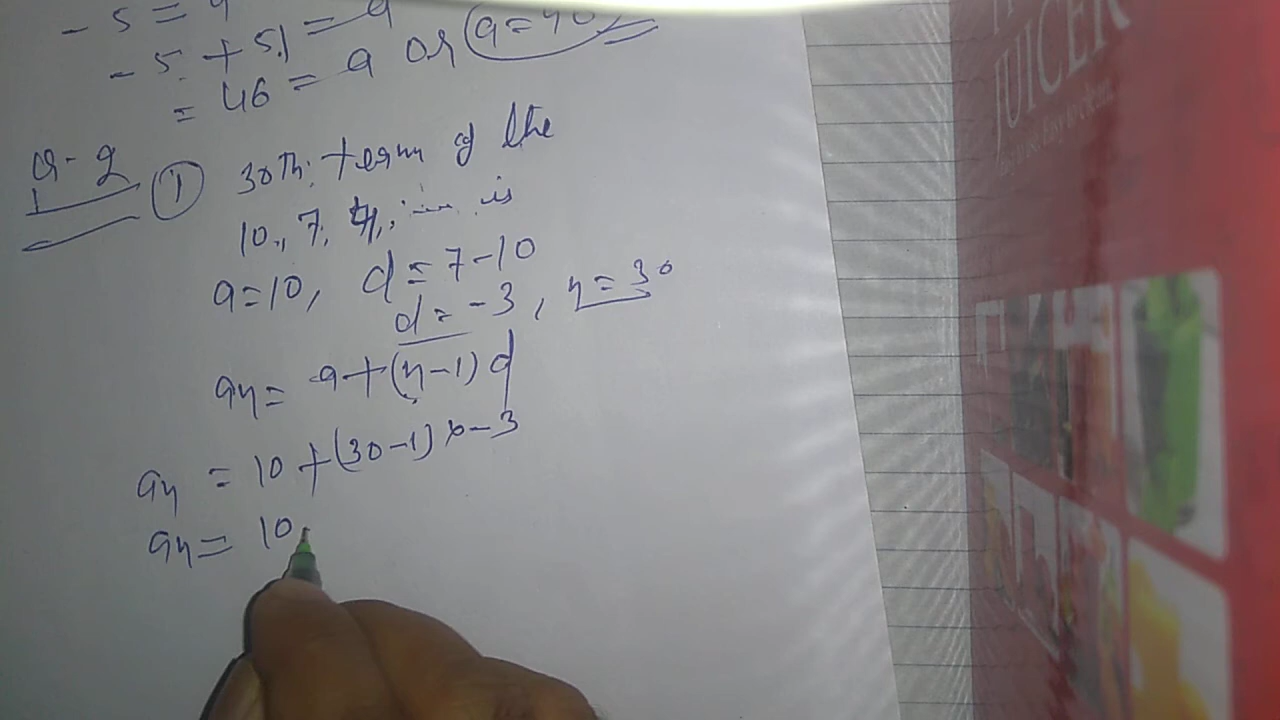 - 5 = a
- 5 + 51 = a
= 46 = a or (a = 46)
Q-2 (1) 30th term of the
10, 7, 4, ... is
a = 10, d = 7 - 10
d = -3, n = 30
an = a + (n-1) d
an = 10 + (30-1) x -3
an = 10
JUICER